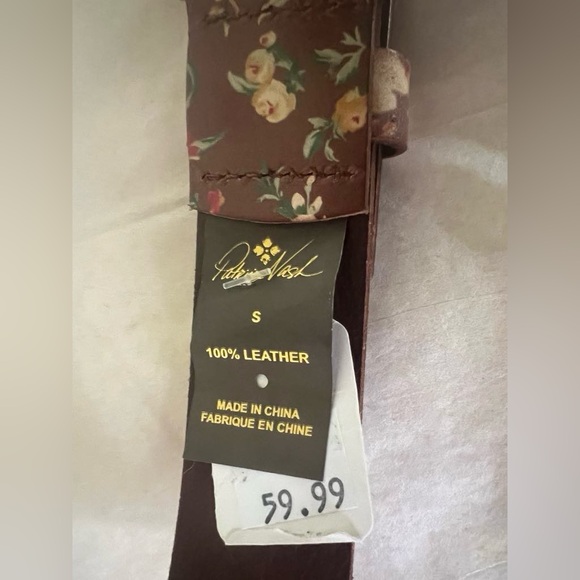 Patricia Nash
S
100% LEATHER
MADE IN CHINA
FABRIQUE EN CHINE
59.99